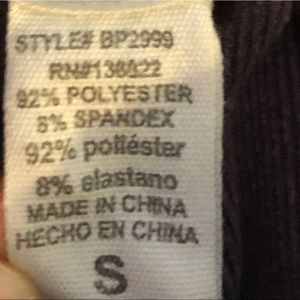 STYLE# BP2999
RN#138822
92% POLYESTER
8% SPANDEX
92% poliéster
8% elastano
MADE IN CHINA
HECHO EN CHINA
S